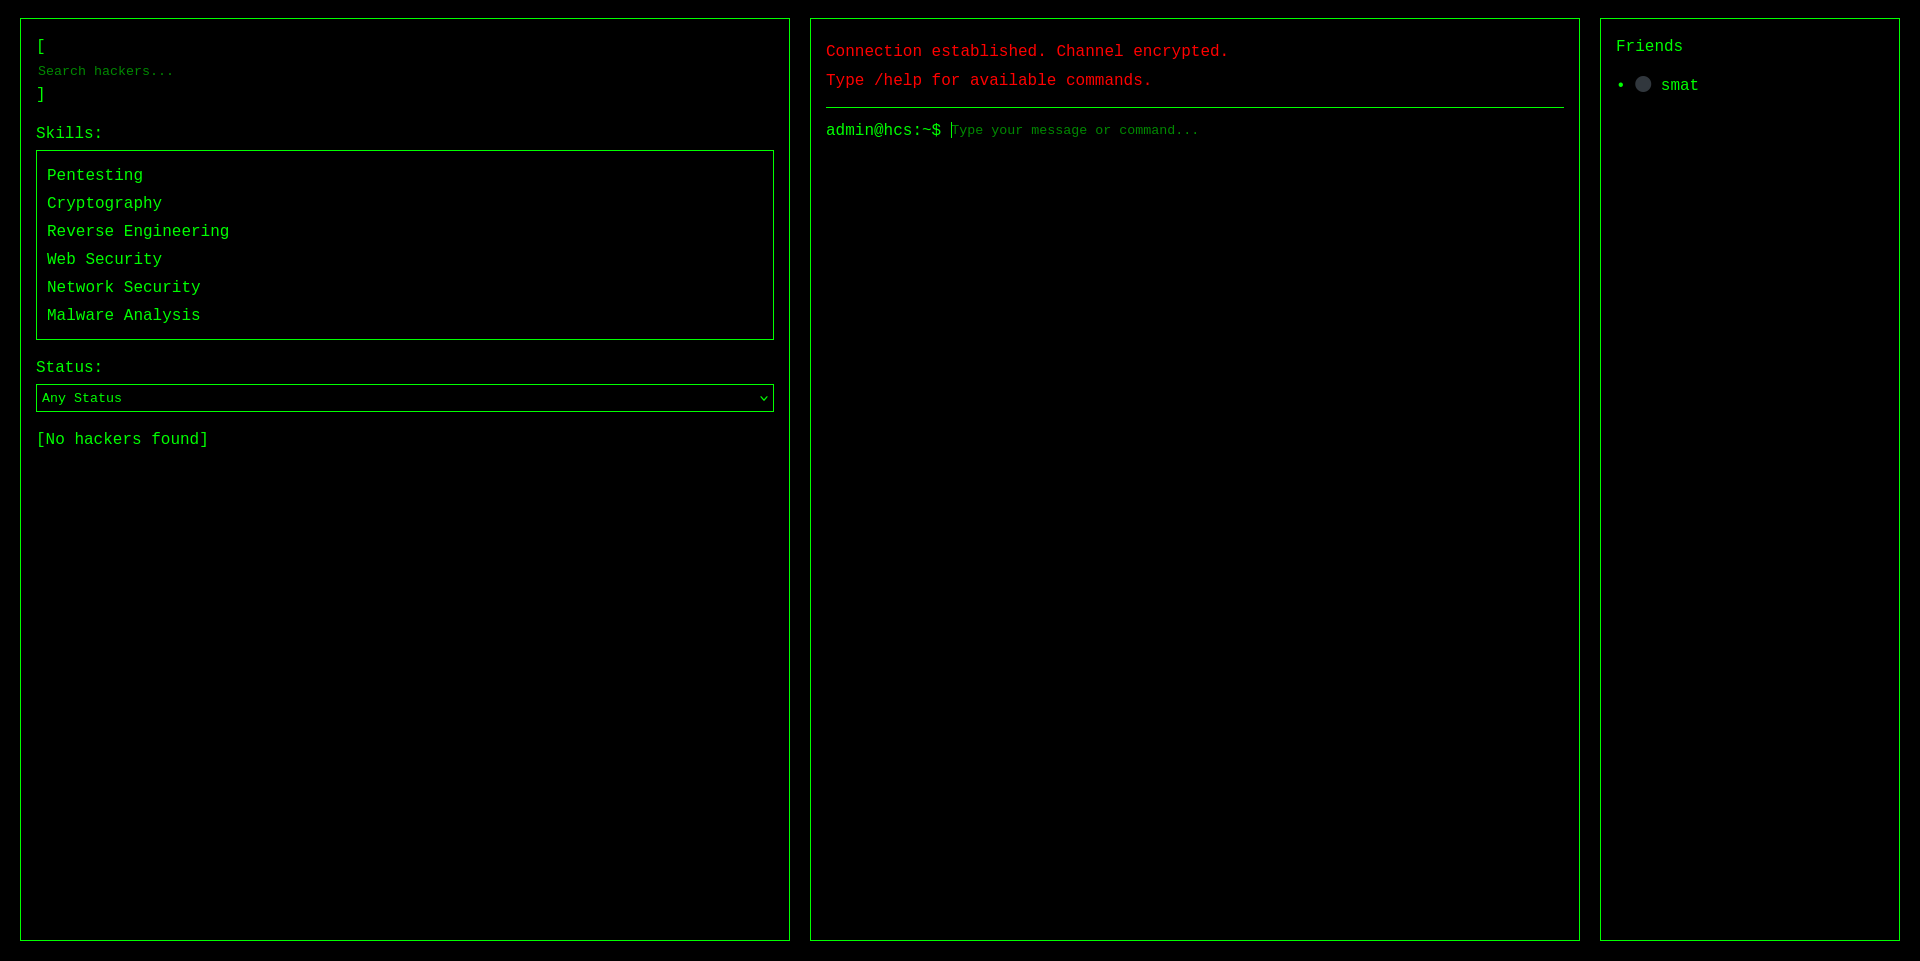 [
Search hackers...
]
Skills:
Pentesting
Cryptography
Reverse Engineering
Web Security
Network Security
Malware Analysis
Status:
Any Status
[No hackers found]
Connection established. Channel encrypted.
Type /help for available commands.
admin@hcs:~$ Type your message or command...
Friends
• smat